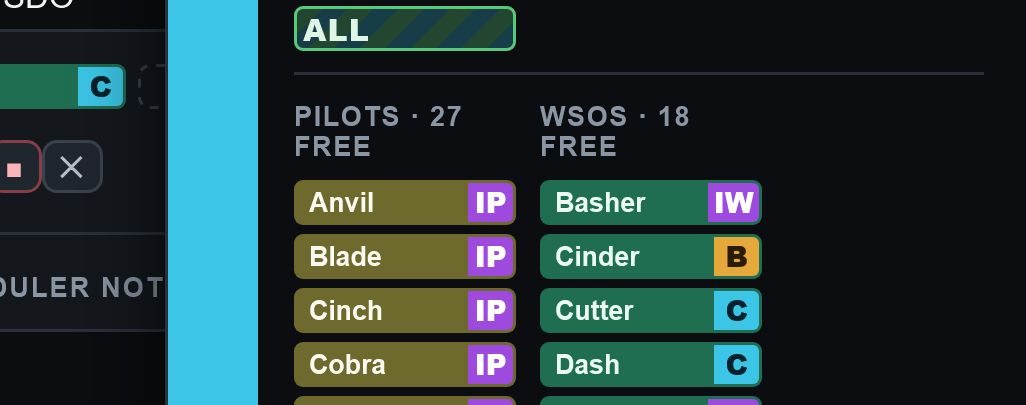 SDO
C
DULER NOT
ALL
PILOTS · 27
FREE
WSOS · 18
FREE
Anvil IP
Basher IW
Blade IP
Cinder B
Cinch IP
Cutter C
Cobra IP
Dash C